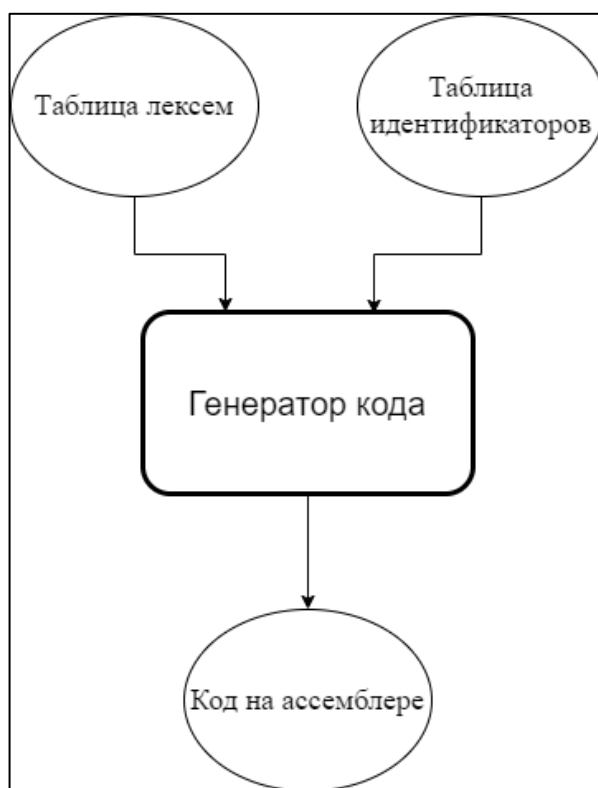 Таблица лексем
Таблица
идентификаторов
Генератор кода
Код на ассемблере